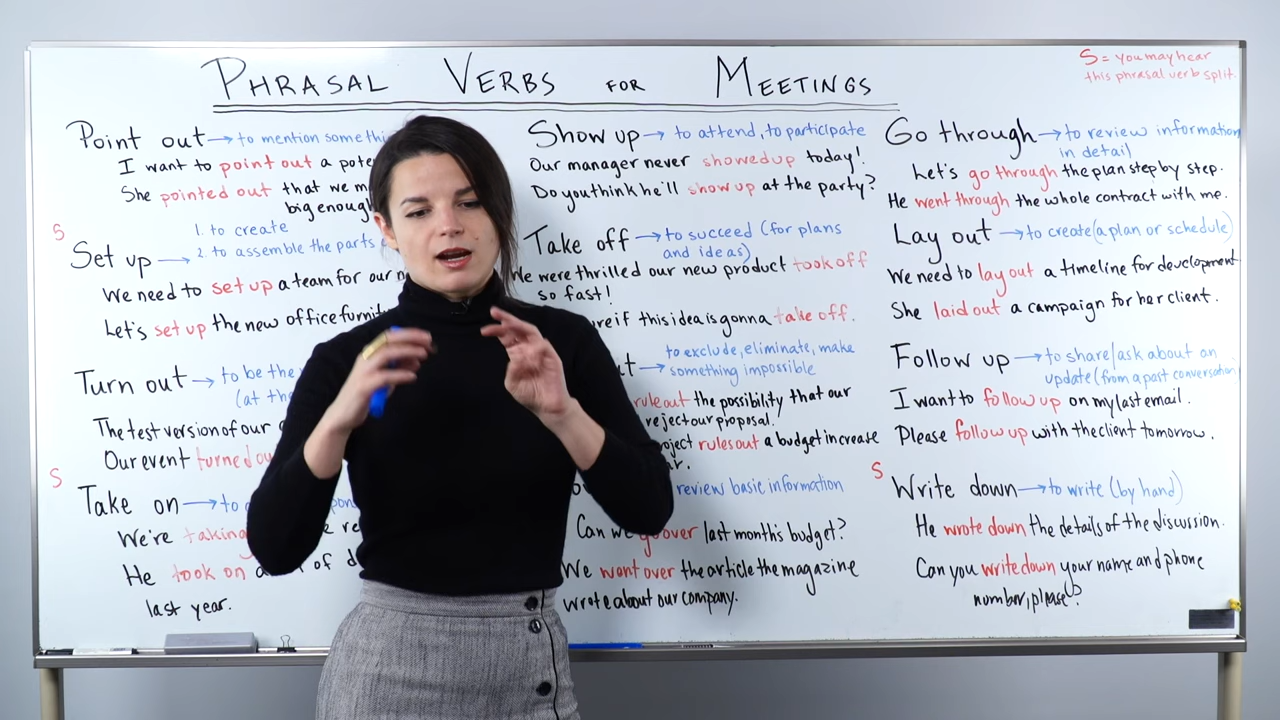 PHRASAL VERBS FOR MEETINGS
S = you may hear
this phrasal verb split.
Point out → to mention somethi
I want to point out a pote
She pointed out that we m
big enoug
S
Set up → 1. to create
2. to assemble the parts
We need to set up a team for our n
Let's set up the new office furnit
Turn out → to be the
(at th
The test version of our
Our event turned ou
S
Take on → to
We're taking
He took on a of d
last year.
Show up → to attend, to participate
Our manager never showed up today!
Do you think he'll show up at the party?
Take off → to succeed (for plans
and ideas)
We were thrilled our new product took off
so fast!
re if this idea is gonna take off.
t → to exclude, eliminate, make
something impossible
rule out the possibility that our
reject our proposal.
oject rules out a budget increase
ar.
review basic information
Can we go over last month's budget?
We went over the article the magazine
wrote about our company.
Go through → to review information
in detail
Let's go through the plan step by step.
He went through the whole contract with me.
Lay out → to create (a plan or schedule)
We need to lay out a timeline for development
She laid out a campaign for her client.
Follow up → to share/ask about an
update (from a past conversation)
I want to follow up on my last email.
Please follow up with the client tomorrow.
S
Write down → to write (by hand)
He wrote down the details of the discussion.
Can you write down your name and phone
number, please?